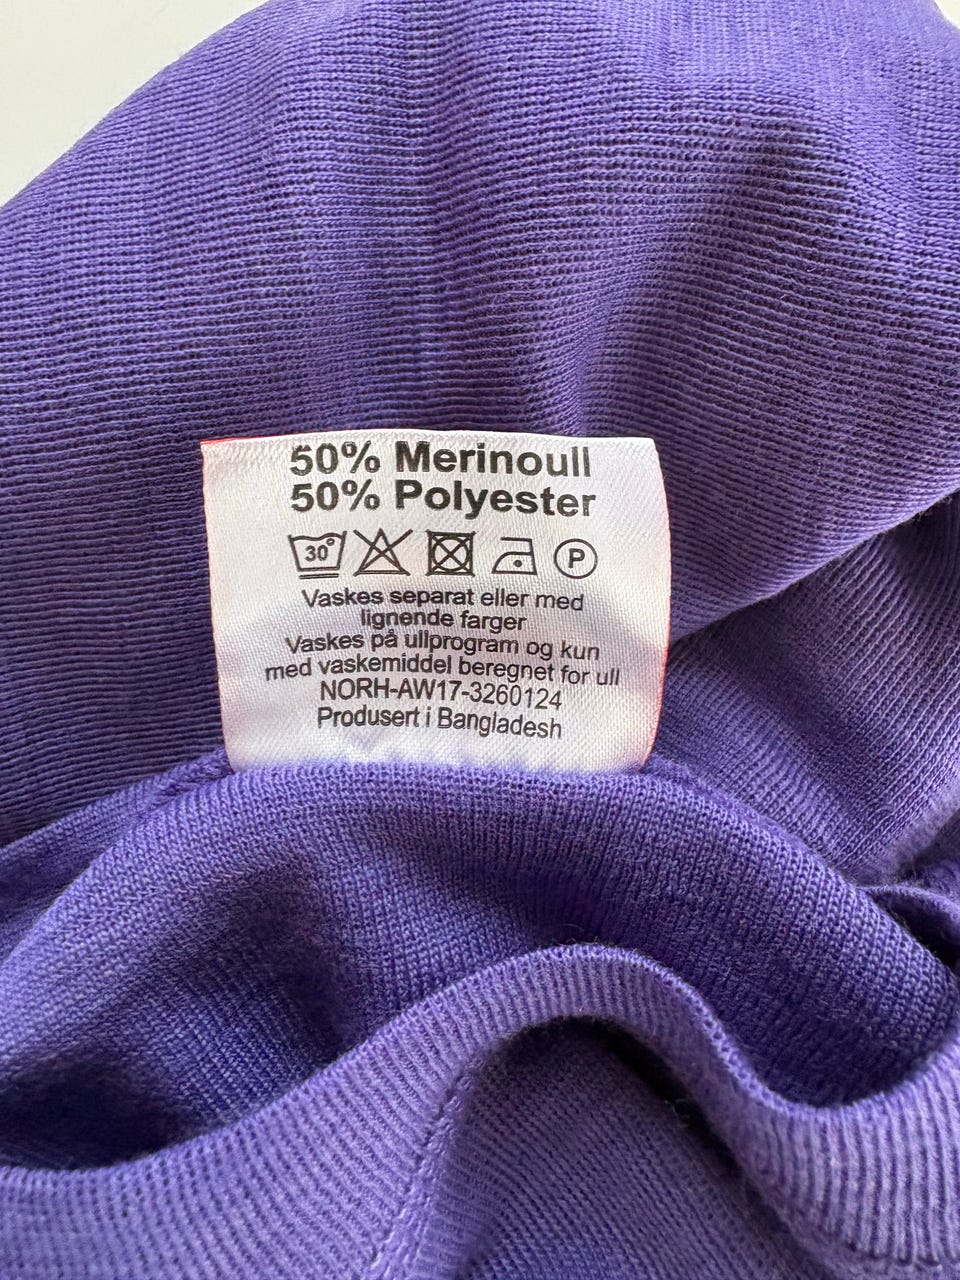 50% Merinoull
50% Polyester
30° P
Vaskes separat eller med
lignende farger
Vaskes på ullprogram og kun
med vaskemiddel beregnet for ull
NORH-AW17-3260124
Produsert i Bangladesh